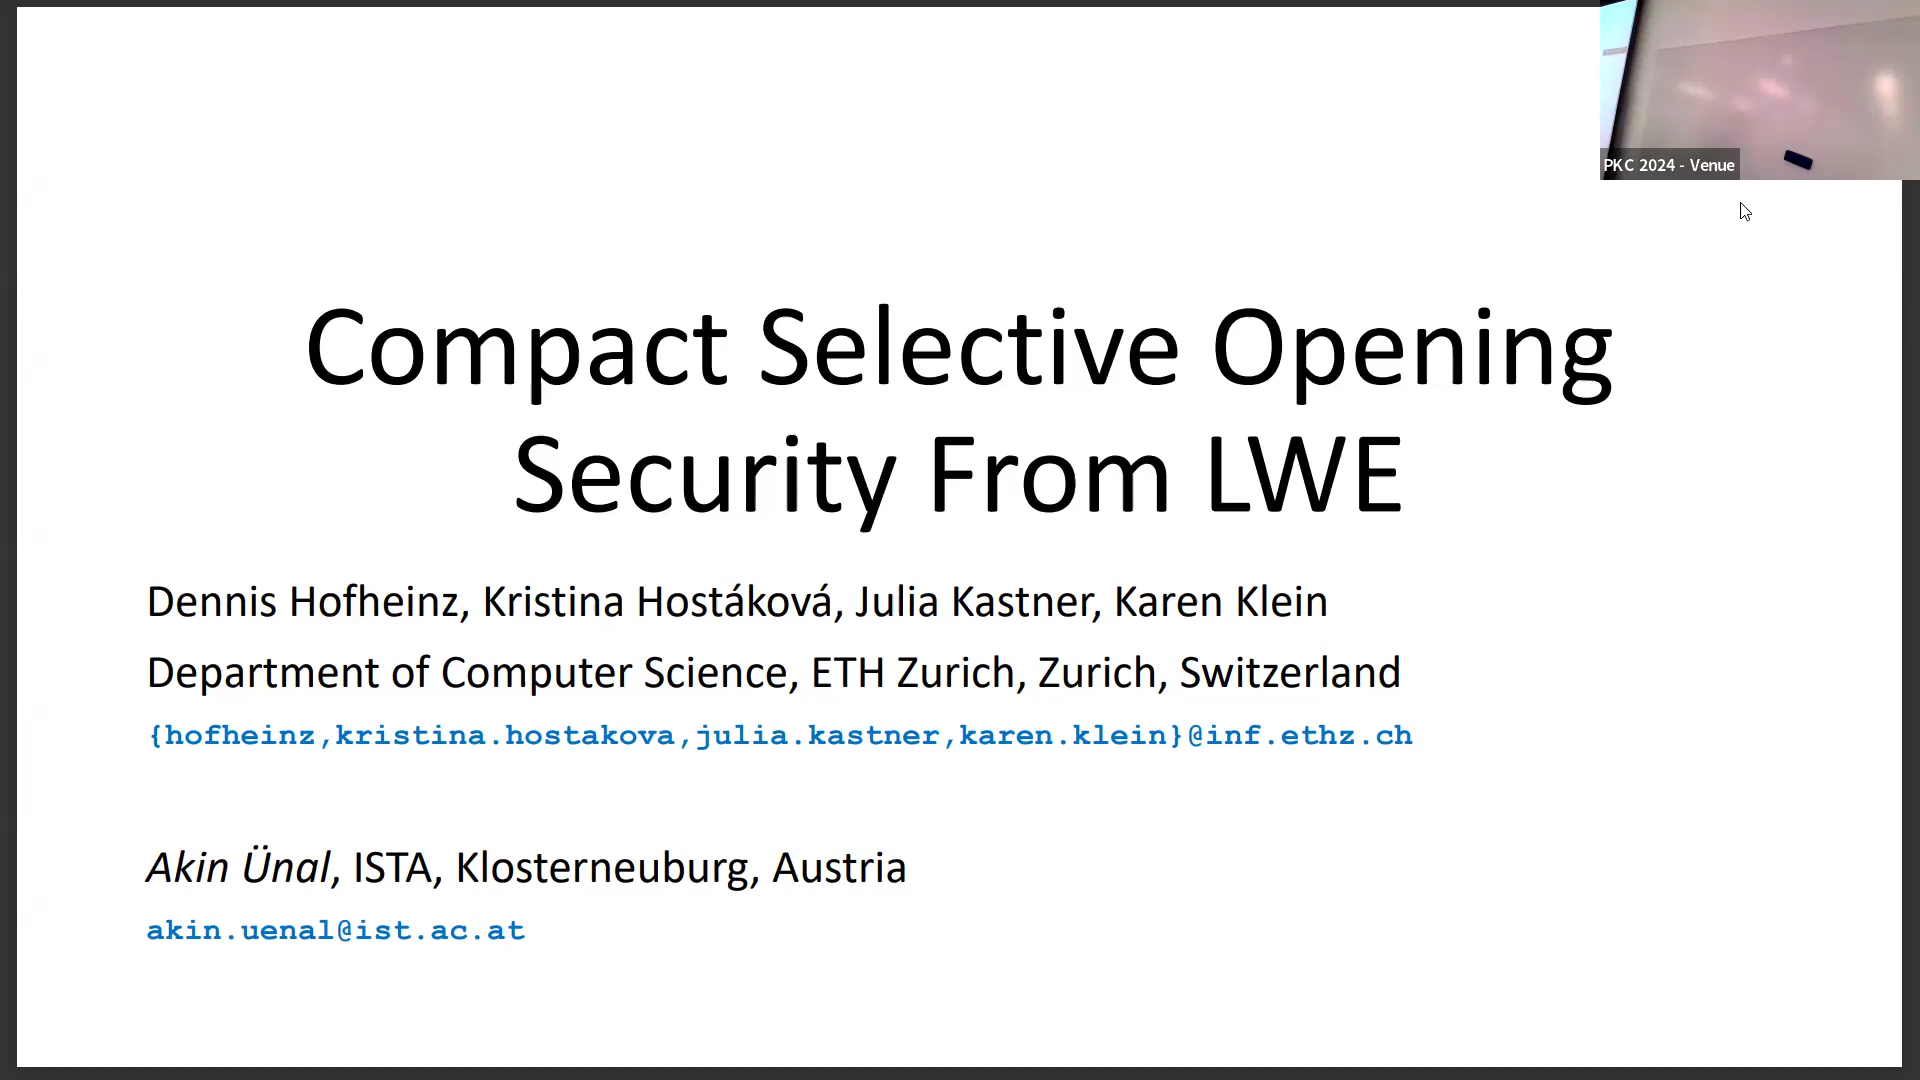 PKC 2024 - Venue
Compact Selective Opening
Security From LWE
Dennis Hofheinz, Kristina Hostáková, Julia Kastner, Karen Klein
Department of Computer Science, ETH Zurich, Zurich, Switzerland
{hofheinz,kristina.hostakova,julia.kastner,karen.klein}@inf.ethz.ch
Akin Ünal, ISTA, Klosterneuburg, Austria
akin.uenal@ist.ac.at